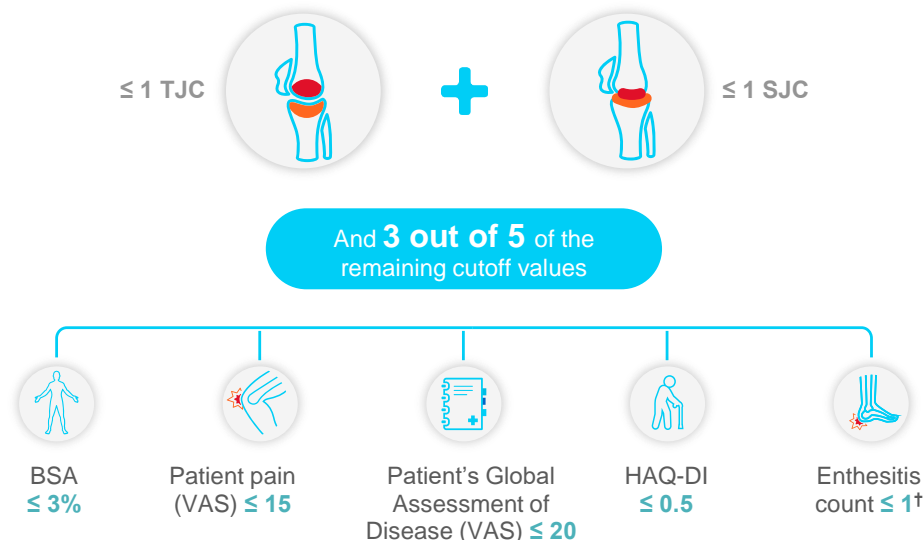 ≤ 1 TJC
≤ 1 SJC
And 3 out of 5 of the
remaining cutoff values
BSA
≤ 3%
Patient pain
(VAS) ≤ 15
Patient's Global
Assessment of
Disease (VAS) ≤ 20
HAQ-DI
≤ 0.5
Enthesitis
count ≤ 1†